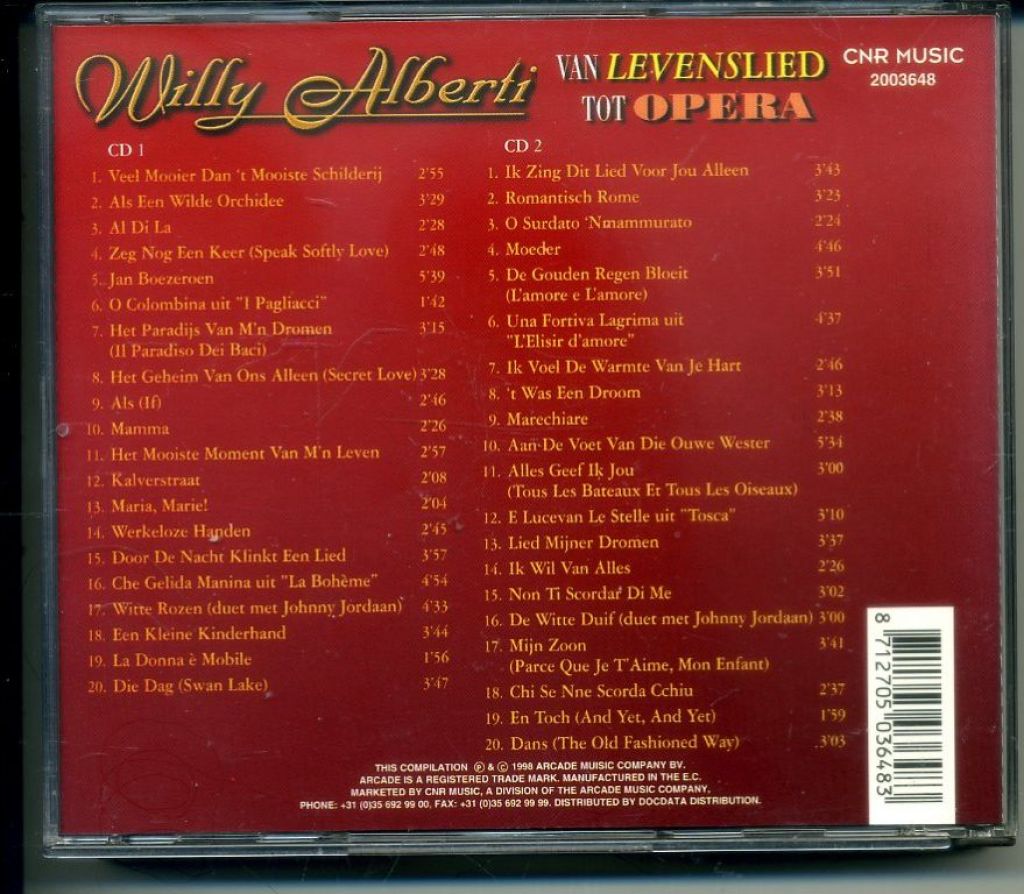 Willy Alberti
VAN LEVENSLIED
TOT OPERA
CNR MUSIC
2003648
CD 1
1. Veel Mooier Dan 't Mooiste Schilderij 2'55
2. Als Een Wilde Orchidee 3'29
3. Al Di La 2'28
4. Zeg Nog Een Keer (Speak Softly Love) 2'48
5. Jan Boezeroen 5'39
6. O Colombina uit "I Pagliacci" 1'42
7. Het Paradijs Van M'n Dromen 3'15
(Il Paradiso Dei Baci)
8. Het Geheim Van Ons Alleen (Secret Love) 3'28
9. Als (If) 2'46
10. Mamma 2'26
11. Het Mooiste Moment Van M'n Leven 2'57
12. Kalverstraat 2'08
13. Maria, Marie! 2'04
14. Werkeloze Handen 2'45
15. Door De Nacht Klinkt Een Lied 3'57
16. Che Gelida Manina uit "La Bohème" 4'54
17. Witte Rozen (duet met Johnny Jordaan) 4'33
18. Een Kleine Kinderhand 3'44
19. La Donna è Mobile 1'56
20. Die Dag (Swan Lake) 3'47
CD 2
1. Ik Zing Dit Lied Voor Jou Alleen 3'43
2. Romantisch Rome 3'23
3. O Surdato 'Nmammurato 2'24
4. Moeder 4'46
5. De Gouden Regen Bloeit 3'51
(L'amore e L'amore)
6. Una Fortiva Lagrima uit 4'37
"L'Elisir d'amore"
7. Ik Voel De Warmte Van Je Hart 2'46
8. 't Was Een Droom 3'13
9. Marechiare 2'38
10. Aan De Voet Van Die Ouwe Wester 5'34
11. Alles Geef Ik Jou 3'00
(Tous Les Bateaux Et Tous Les Oiseaux)
12. E Lucevan Le Stelle uit "Tosca" 3'10
13. Lied Mijner Dromen 3'37
14. Ik Wil Van Alles 2'26
15. Non Ti Scordar Di Me 3'02
16. De Witte Duif (duet met Johnny Jordaan) 3'00
17. Mijn Zoon 3'41
(Parce Que Je T'Aime, Mon Enfant)
18. Chi Se Nne Scorda Cchiu 2'37
19. En Toch (And Yet, And Yet) 1'59
20. Dans (The Old Fashioned Way) 3'03
8 712705 036483
THIS COMPILATION ℗ & © 1998 ARCADE MUSIC COMPANY BV.
ARCADE IS A REGISTERED TRADE MARK. MANUFACTURED IN THE E.C.
MARKETED BY CNR MUSIC, A DIVISION OF THE ARCADE MUSIC COMPANY.
PHONE: +31 (0)35 692 99 00, FAX: +31 (0)35 692 99 99. DISTRIBUTED BY DOCDATA DISTRIBUTION.